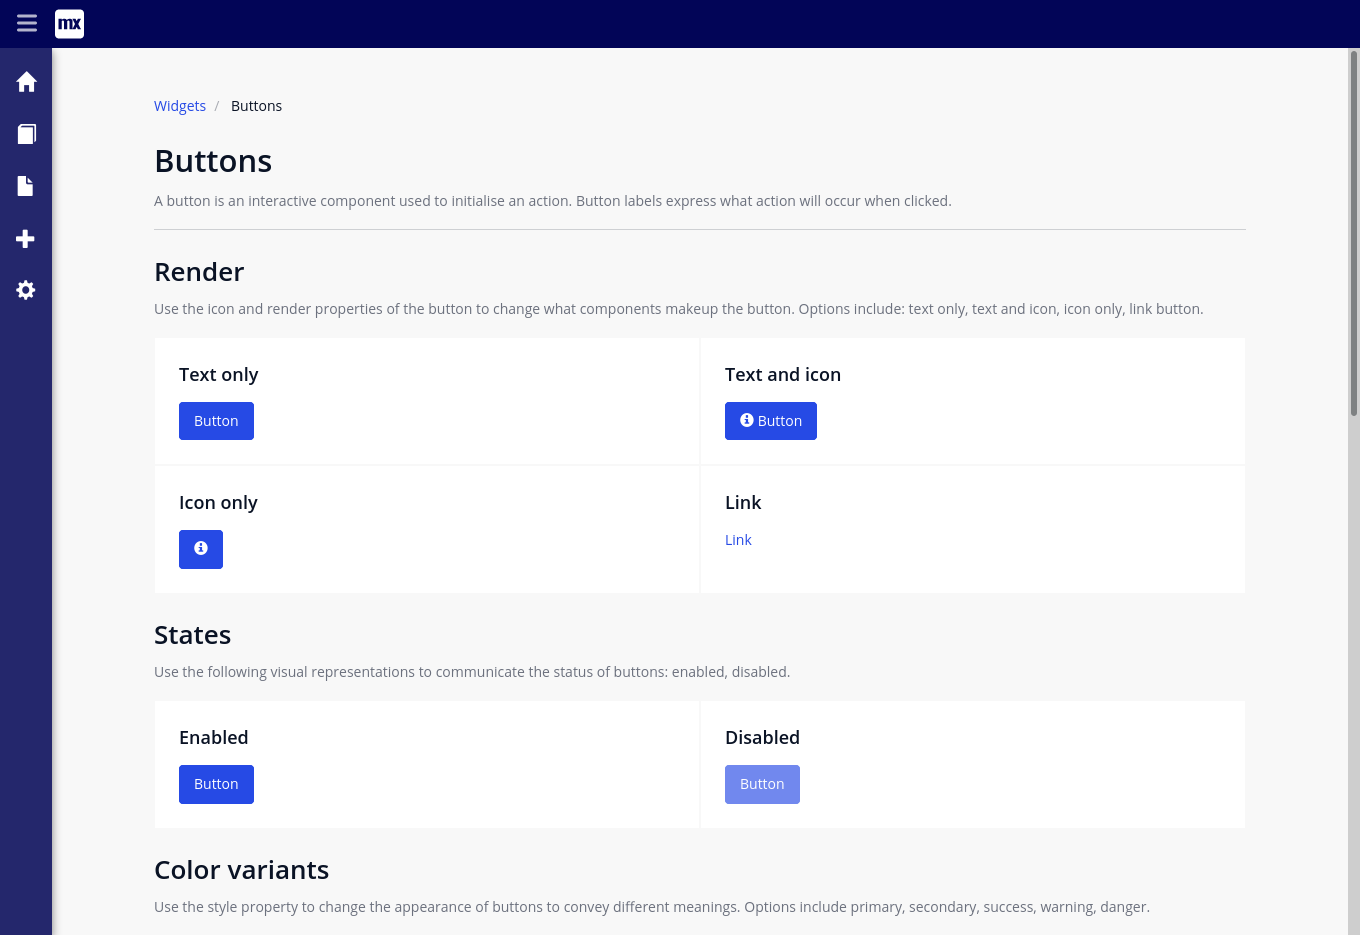 mx
Widgets / Buttons
Buttons
A button is an interactive component used to initialise an action. Button labels express what action will occur when clicked.
Render
Use the icon and render properties of the button to change what components makeup the button. Options include: text only, text and icon, icon only, link button.
Text only
Button
Text and icon
Button
Icon only
Link
Link
States
Use the following visual representations to communicate the status of buttons: enabled, disabled.
Enabled
Button
Disabled
Button
Color variants
Use the style property to change the appearance of buttons to convey different meanings. Options include primary, secondary, success, warning, danger.